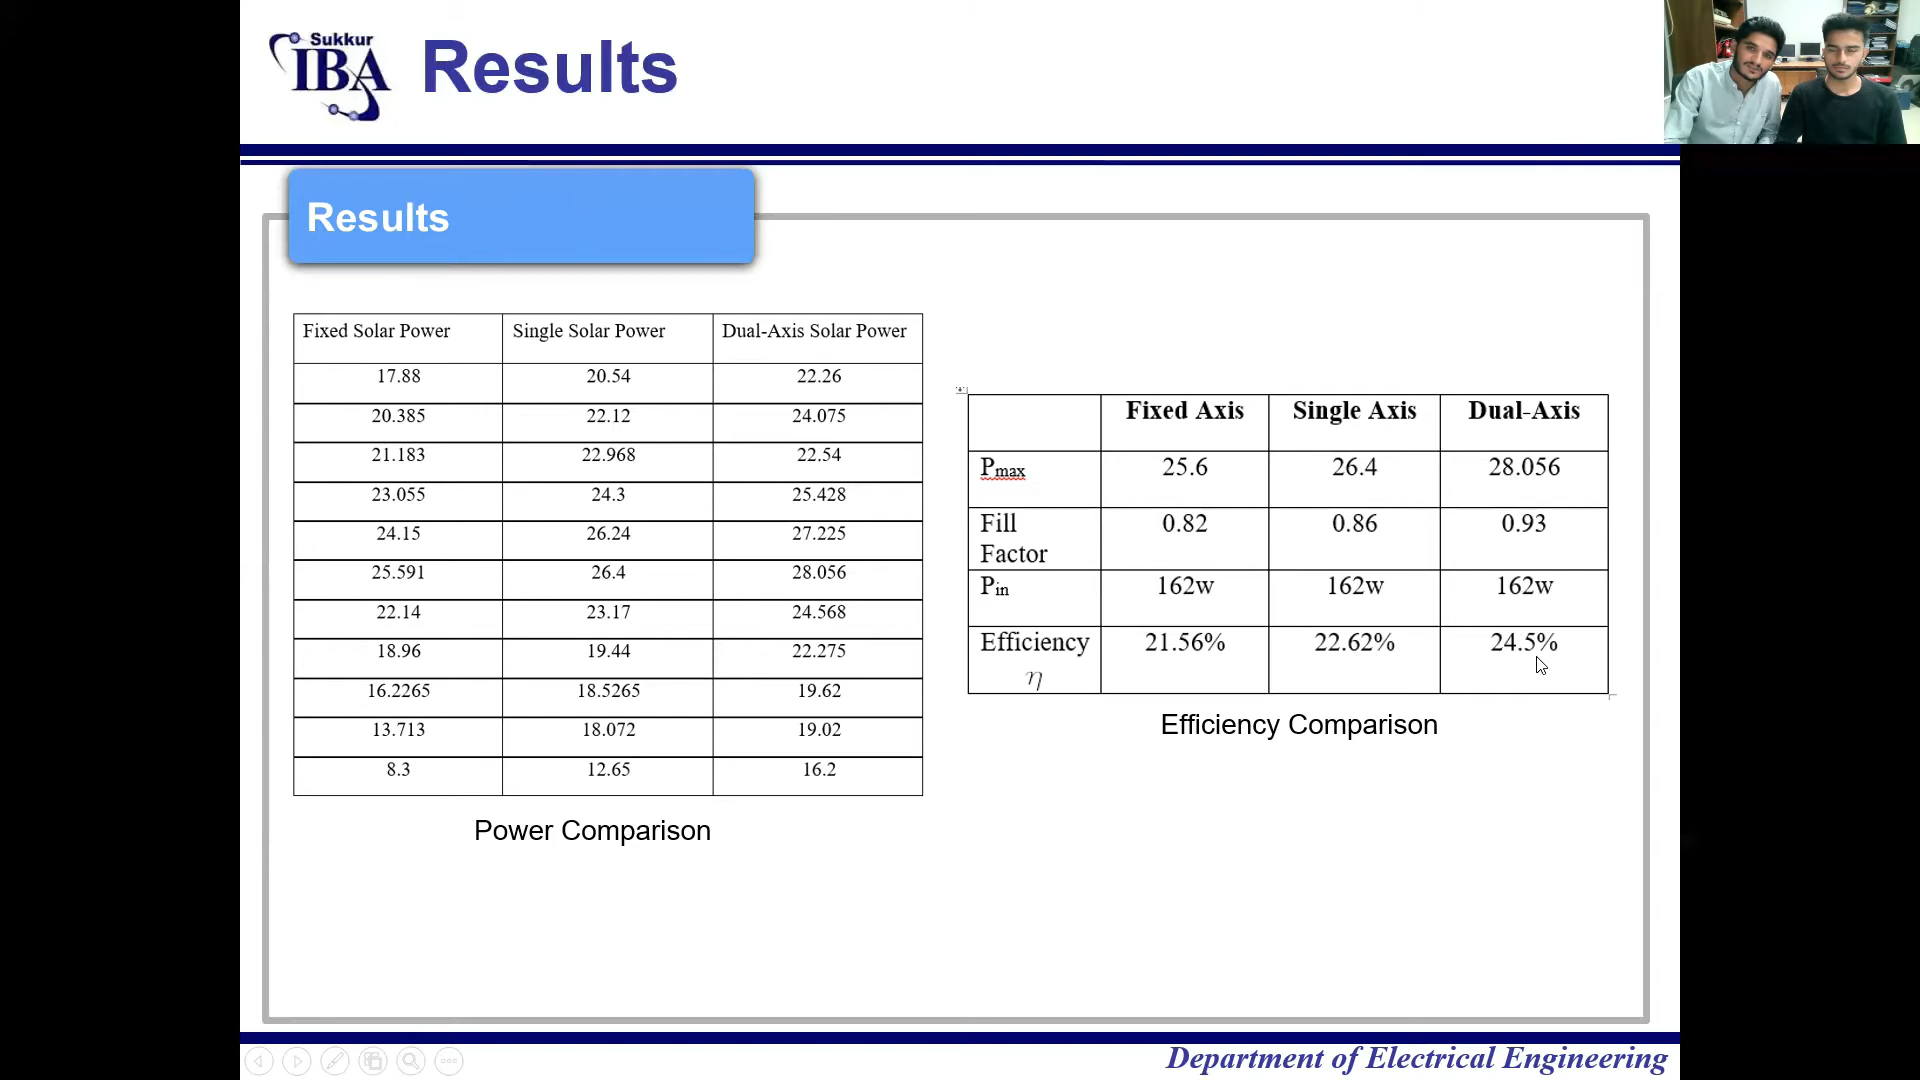 Sukkur
IBA
Results
Results
Fixed Solar Power Single Solar Power Dual-Axis Solar Power
17.88 20.54 22.26
20.385 22.12 24.075
21.183 22.968 22.54
23.055 24.3 25.428
24.15 26.24 27.225
25.591 26.4 28.056
22.14 23.17 24.568
18.96 19.44 22.275
16.2265 18.5265 19.62
13.713 18.072 19.02
8.3 12.65 16.2
Power Comparison
Fixed Axis Single Axis Dual-Axis
Pmax 25.6 26.4 28.056
Fill 0.82 0.86 0.93
Factor
Pin 162w 162w 162w
Efficiency 21.56% 22.62% 24.5%
η
Efficiency Comparison
Department of Electrical Engineering